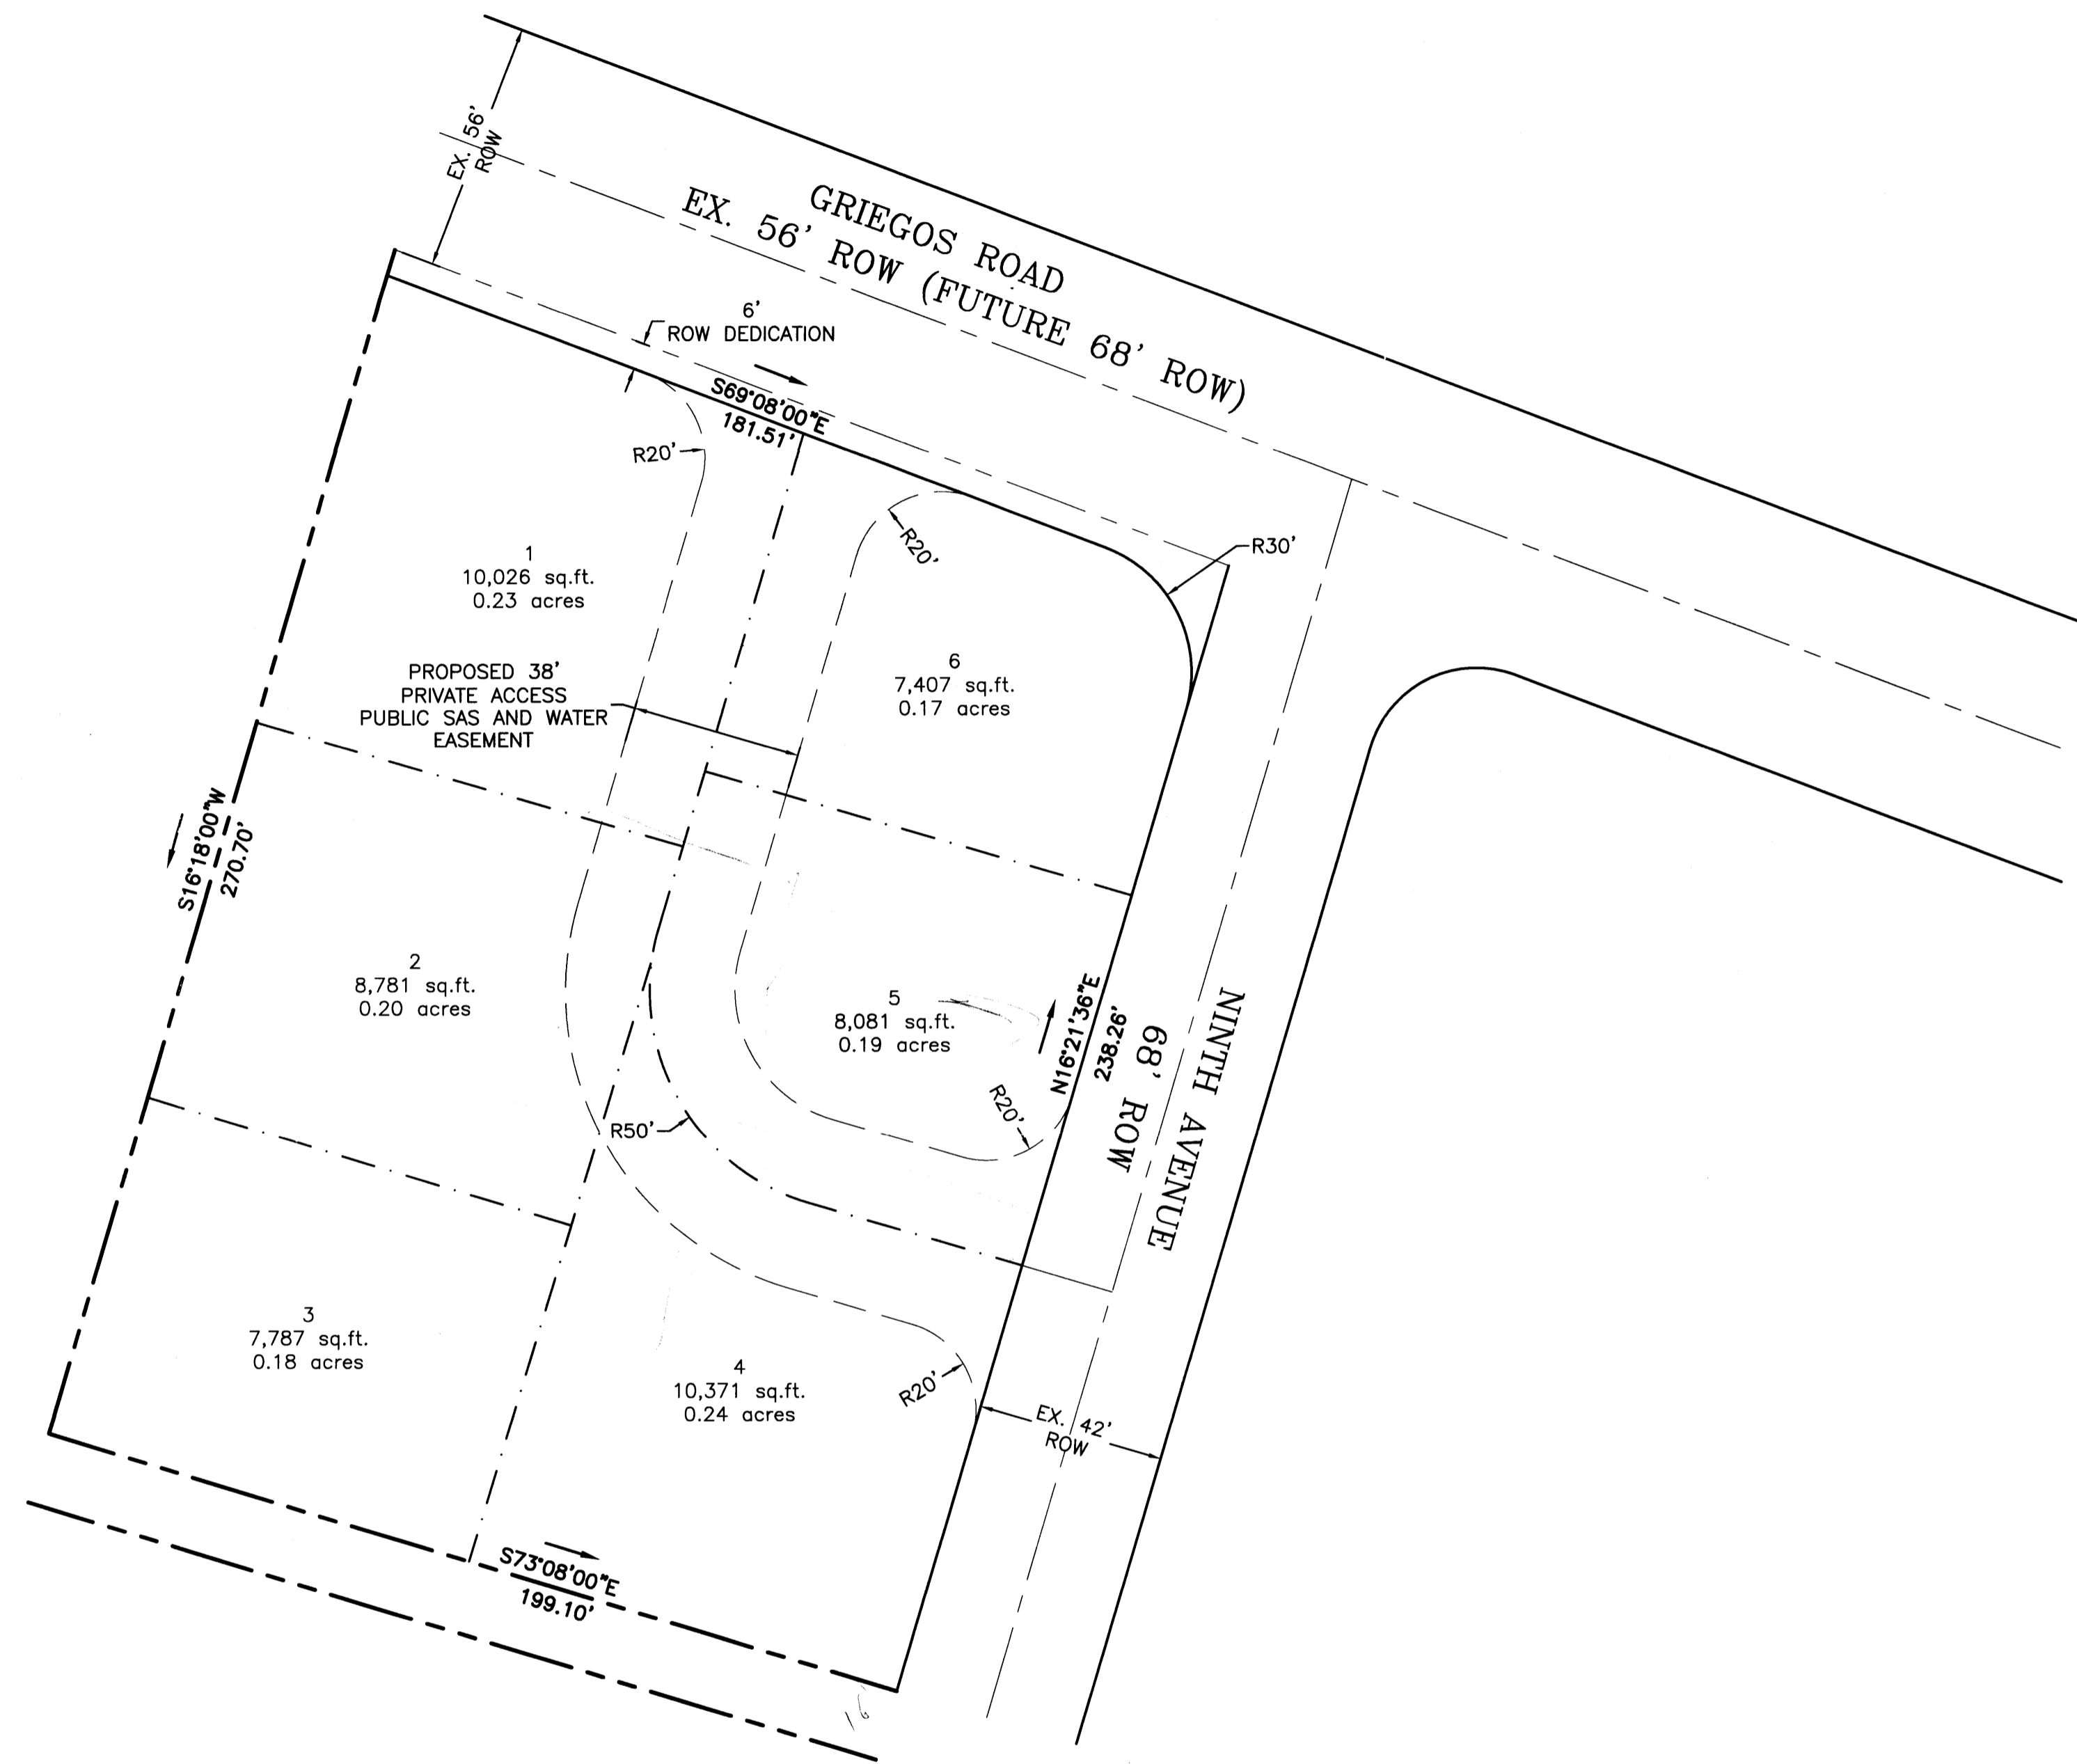 EX. 56'
ROW
GRIEGOS ROAD
EX. 56' ROW (FUTURE 68' ROW)
6'
ROW DEDICATION
S69°08'00"E
181.51'
R20'
R20'
R30'
1
10,026 sq.ft.
0.23 acres
6
7,407 sq.ft.
0.17 acres
PROPOSED 38'
PRIVATE ACCESS
PUBLIC SAS AND WATER
EASEMENT
S16°18'00"W
270.70'
2
8,781 sq.ft.
0.20 acres
5
8,081 sq.ft.
0.19 acres
N16°21'36"E
238.26'
68' ROW
NINTH AVENUE
R20'
R50'
3
7,787 sq.ft.
0.18 acres
4
10,371 sq.ft.
0.24 acres
R20'
EX. 42'
ROW
S73°08'00"E
199.10'